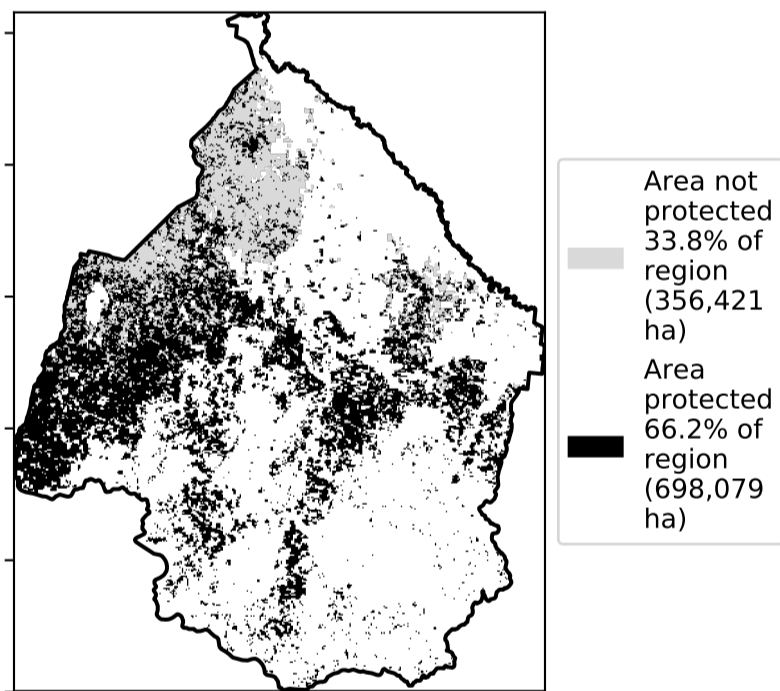 Area not
protected
33.8% of
region
(356,421
ha)
Area
protected
66.2% of
region
(698,079
ha)